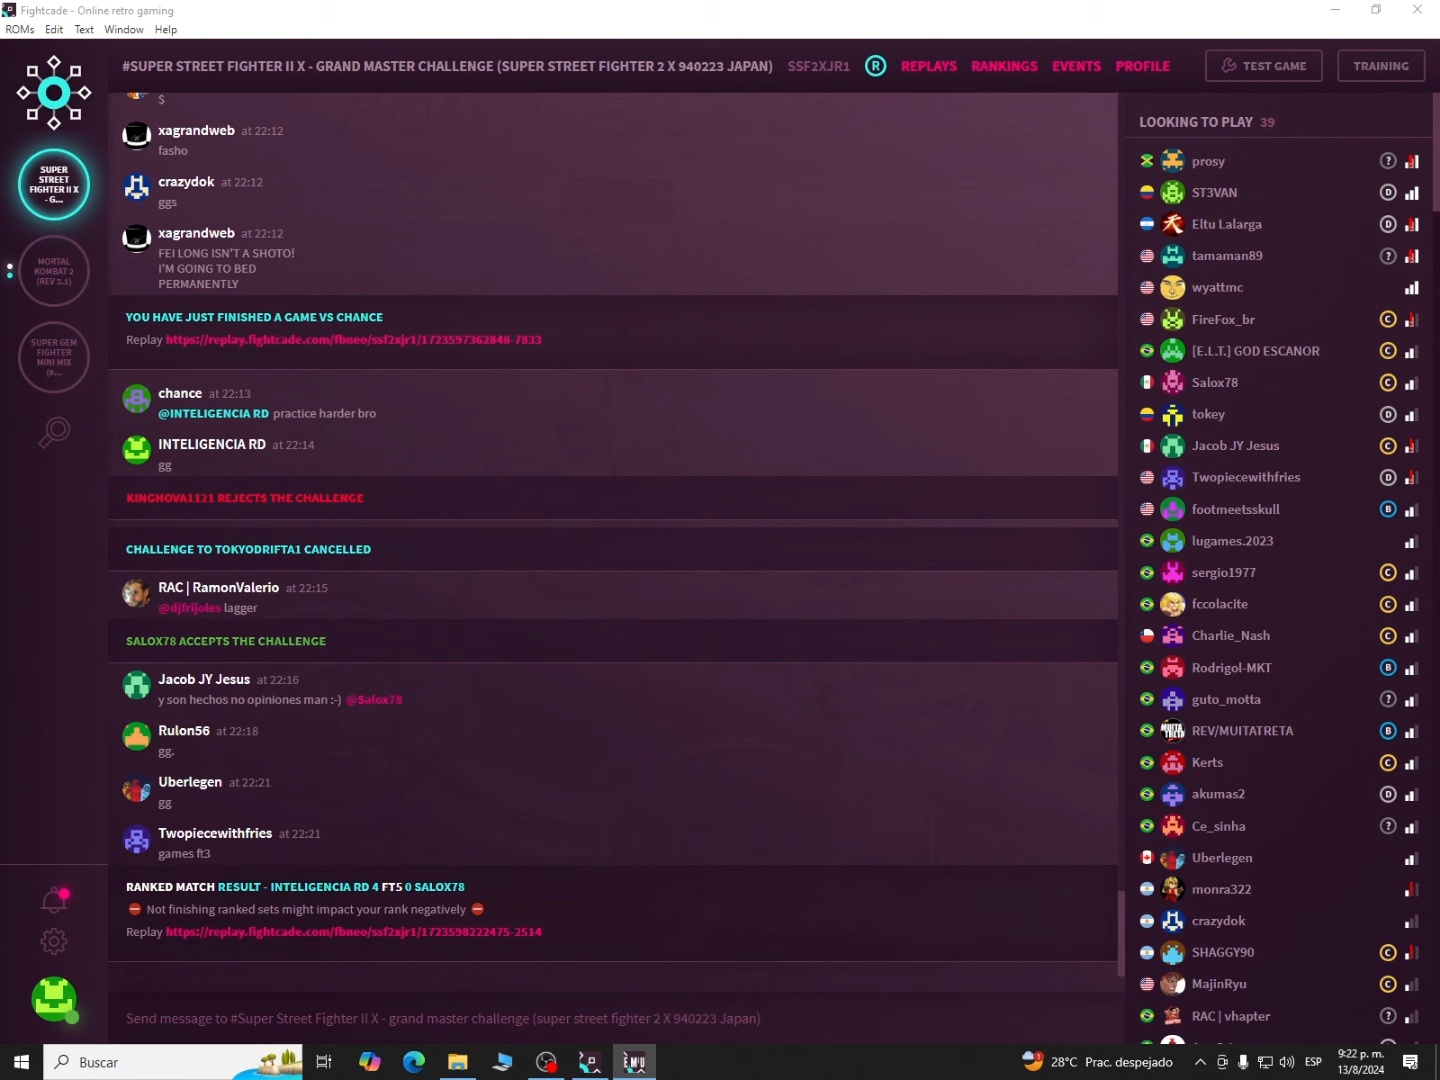 Fightcade - Online retro gaming
ROMs Edit Text Window Help
#SUPER STREET FIGHTER II X - GRAND MASTER CHALLENGE (SUPER STREET FIGHTER 2 X 940223 JAPAN) SSF2XJR1 R REPLAYS RANKINGS EVENTS PROFILE TEST GAME TRAINING
SUPER
STREET
FIGHTER II X
- G...
MORTAL
KOMBAT 2
(REV 3.1)
SUPER GEM
FIGHTER
MINI MIX
(9...
$
xagrandweb at 22:12
fasho
crazydok at 22:12
ggs
xagrandweb at 22:12
FEI LONG ISN'T A SHOTO!
I'M GOING TO BED
PERMANENTLY
YOU HAVE JUST FINISHED A GAME VS CHANCE
Replay https://replay.fightcade.com/fbneo/ssf2xjr1/1723597362848-7833
chance at 22:13
@INTELIGENCIA RD practice harder bro
INTELIGENCIA RD at 22:14
gg
KINGHOVA1121 REJECTS THE CHALLENGE
CHALLENGE TO TOKYODRIFTA1 CANCELLED
RAC | RamonValerio at 22:15
@djfrijoles lagger
SALOX78 ACCEPTS THE CHALLENGE
Jacob JY Jesus at 22:16
y son hechos no opiniones man :-) @Salox78
Rulon56 at 22:18
gg.
Uberlegen at 22:21
gg
Twopiecewithfries at 22:21
games ft3
RANKED MATCH RESULT - INTELIGENCIA RD 4 FT5 0 SALOX78
Not finishing ranked sets might impact your rank negatively
Replay https://replay.fightcade.com/fbneo/ssf2xjr1/1723598222475-2514
Send message to #Super Street Fighter II X - grand master challenge (super street fighter 2 X 940223 Japan)
LOOKING TO PLAY 39
prosy ?
ST3VAN D
Eltu Lalarga D
tamaman89 ?
wyattmc
FireFox_br C
[E.L.T.] GOD ESCANOR C
Salox78 C
tokey D
Jacob JY Jesus C
Twopiecewithfries D
footmeetsskull B
lugames.2023
sergio1977 C
fccolacite C
Charlie_Nash C
Rodrigol-MKT B
guto_motta ?
REV/MUITATRETA B
Kerts C
akumas2 D
Ce_sinha ?
Uberlegen
monra322
crazydok
SHAGGY90 C
MajinRyu C
RAC | vhapter ?
Buscar
EMU
1
28°C Prac. despejado
ESP
9:22 p. m.
13/8/2024